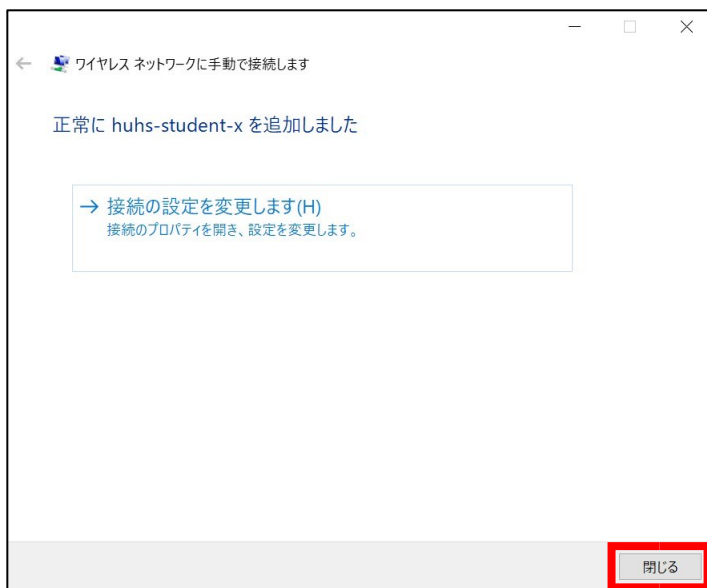 ワイヤレス ネットワークに手動で接続します
正常に huhs-student-x を追加しました
接続の設定を変更します(H)
接続のプロパティを開き、設定を変更します。
閉じる